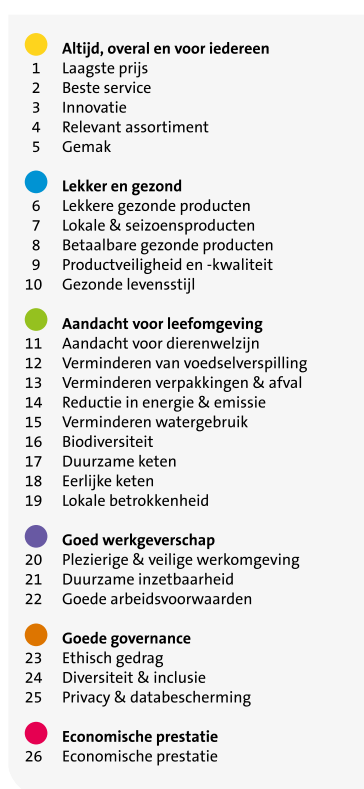 Altijd, overal en voor iedereen
1 Laagste prijs
2 Beste service
3 Innovatie
4 Relevant assortiment
5 Gemak
Lekker en gezond
6 Lekkere gezonde producten
7 Lokale & seizoensproducten
8 Betaalbare gezonde producten
9 Productveiligheid en -kwaliteit
10 Gezonde levensstijl
Aandacht voor leefomgeving
11 Aandacht voor dierenwelzijn
12 Verminderen van voedselverspilling
13 Verminderen verpakkingen & afval
14 Reductie in energie & emissie
15 Verminderen watergebruik
16 Biodiversiteit
17 Duurzame keten
18 Eerlijke keten
19 Lokale betrokkenheid
Goed werkgeverschap
20 Plezierige & veilige werkomgeving
21 Duurzame inzetbaarheid
22 Goede arbeidsvoorwaarden
Goede governance
23 Ethisch gedrag
24 Diversiteit & inclusie
25 Privacy & databescherming
Economische prestatie
26 Economische prestatie